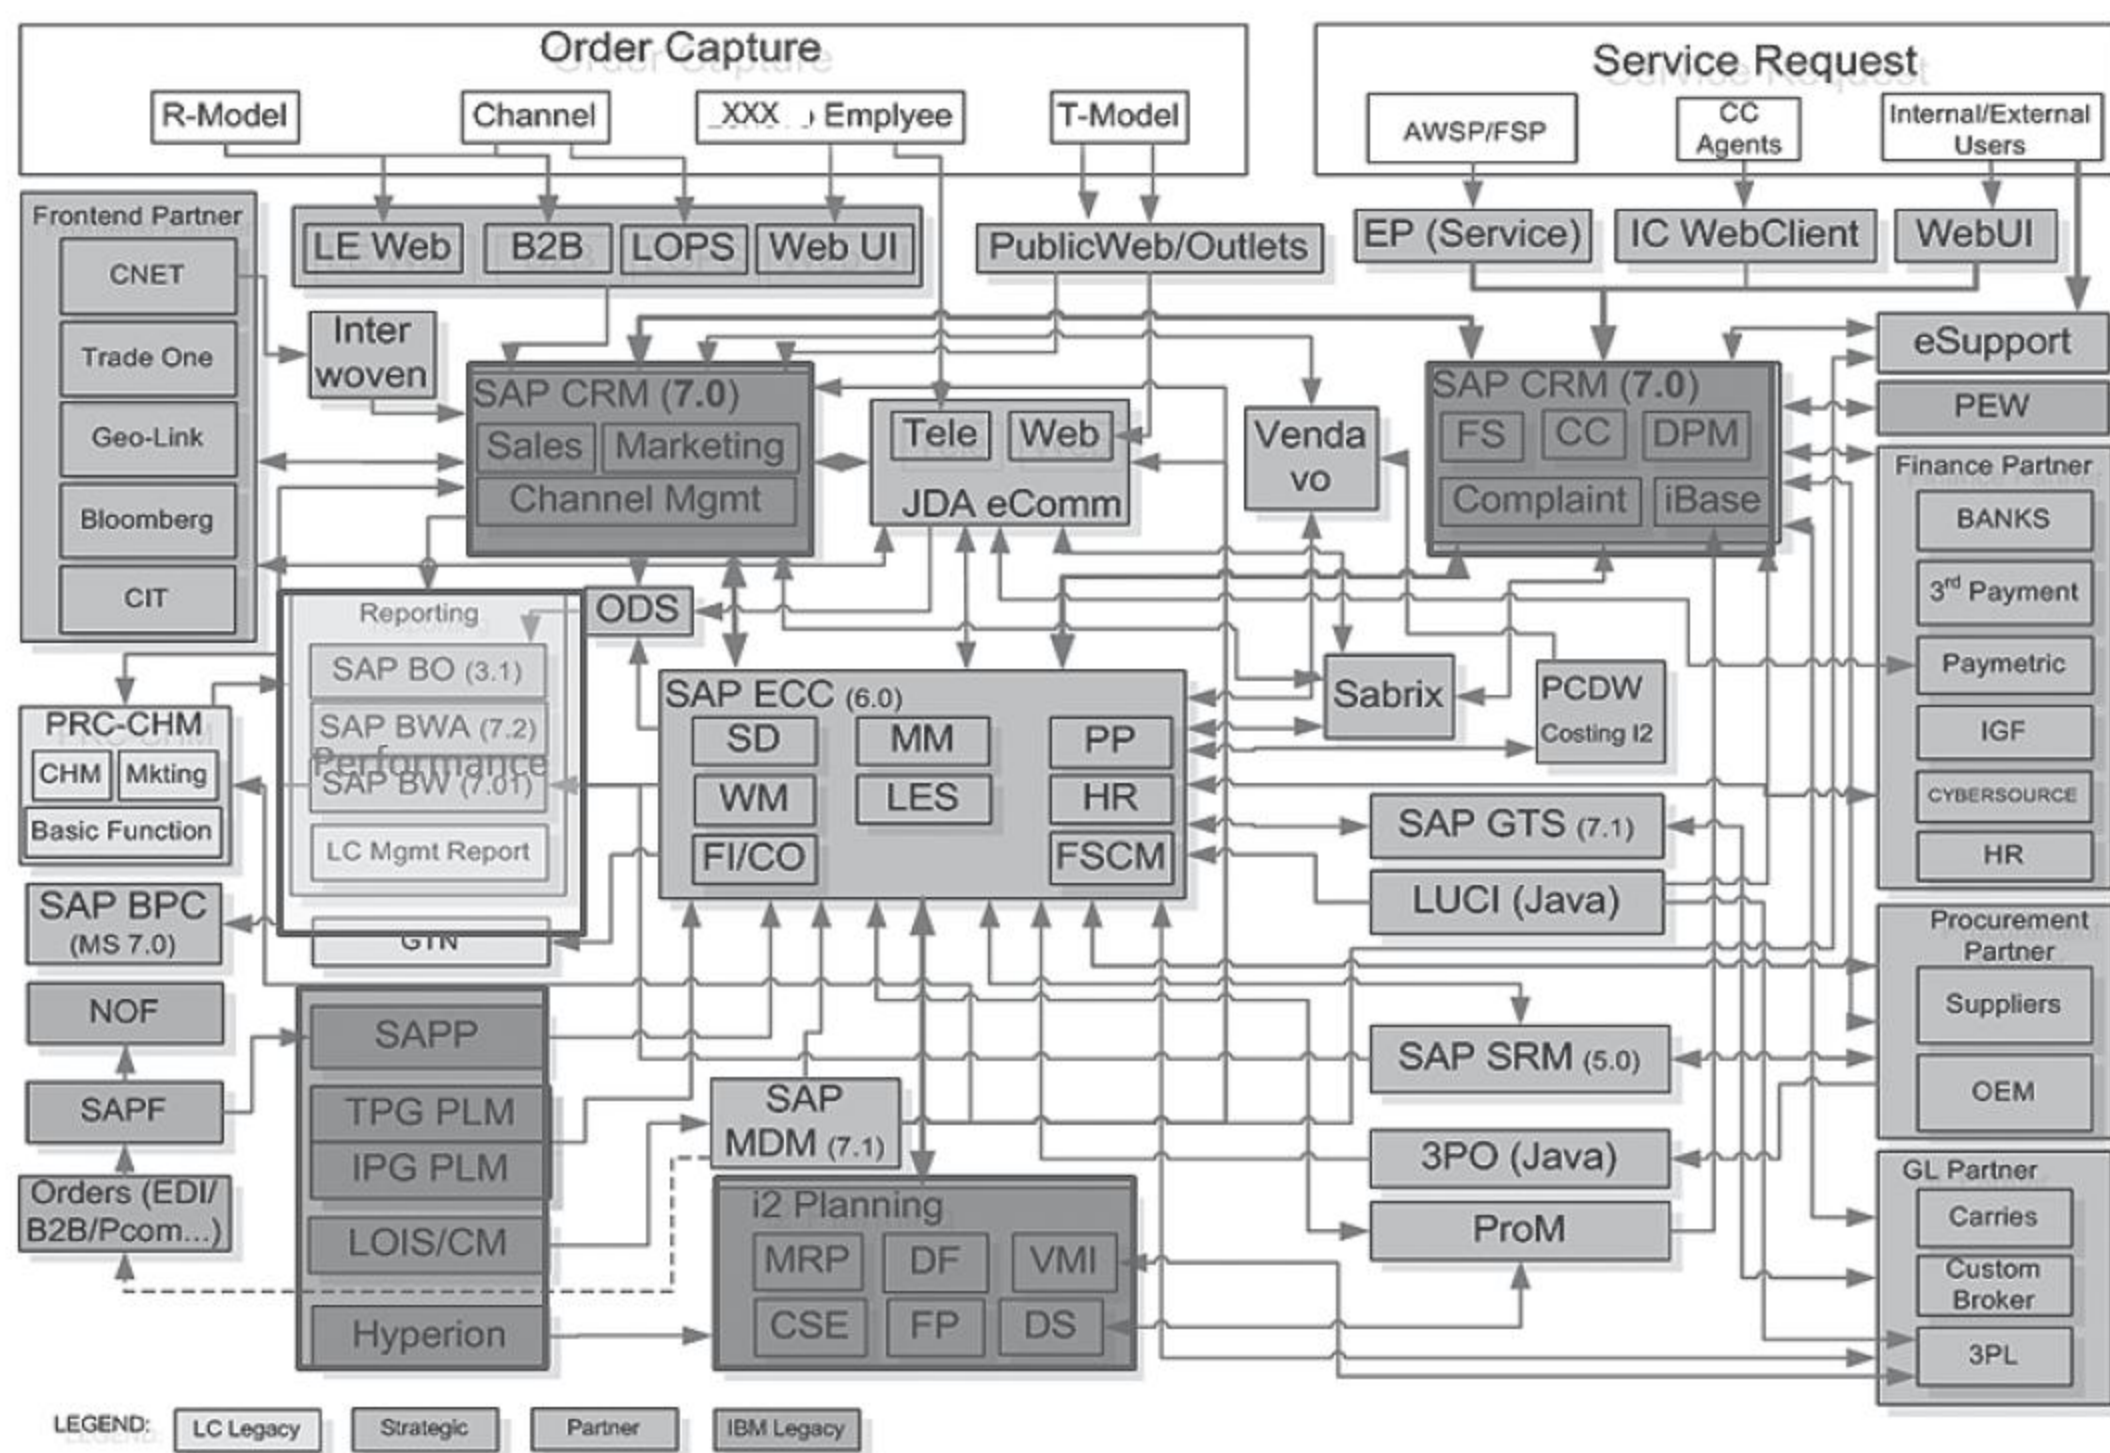 Order Capture
R-Model
Channel
XXX
Emplyee
T-Model
Service Request
AWSP/FSP
CC
Agents
Internal/External
Users
Frontend Partner
CNET
Trade One
Geo-Link
Bloomberg
CIT
LE Web
B2B
LOPS
Web UI
PublicWeb/Outlets
EP (Service)
IC WebClient
WebUI
Inter
woven
SAP CRM (7.0)
Sales
Marketing
Channel Mgmt
Tele
Web
JDA eComm
Venda
vo
SAP CRM (7.0)
FS
CC
DPM
Complaint
iBase
eSupport
PEW
Finance Partner
BANKS
3rd Payment
Paymetric
IGF
CYBERSOURCE
HR
Reporting
SAP BO (3.1)
SAP BWA (7.2)
Performance
SAP BW (7.01)
LC Mgmt Report
GTN
ODS
PRC-CHM
CHM
Mkting
Basic Function
SAP BPC
(MS 7.0)
NOF
SAPF
Orders (EDI/
B2B/Pcom...)
SAP ECC (6.0)
SD
MM
PP
WM
LES
HR
FI/CO
FSCM
Sabrix
PCDW
Costing I2
SAP GTS (7.1)
LUCI (Java)
SAP SRM (5.0)
3PO (Java)
ProM
Procurement
Partner
Suppliers
OEM
GL Partner
Carries
Custom
Broker
3PL
SAPP
TPG PLM
IPG PLM
LOIS/CM
Hyperion
SAP
MDM (7.1)
i2 Planning
MRP
DF
VMI
CSE
FP
DS
LEGEND:
LC Legacy
Strategic
Partner
IBM Legacy